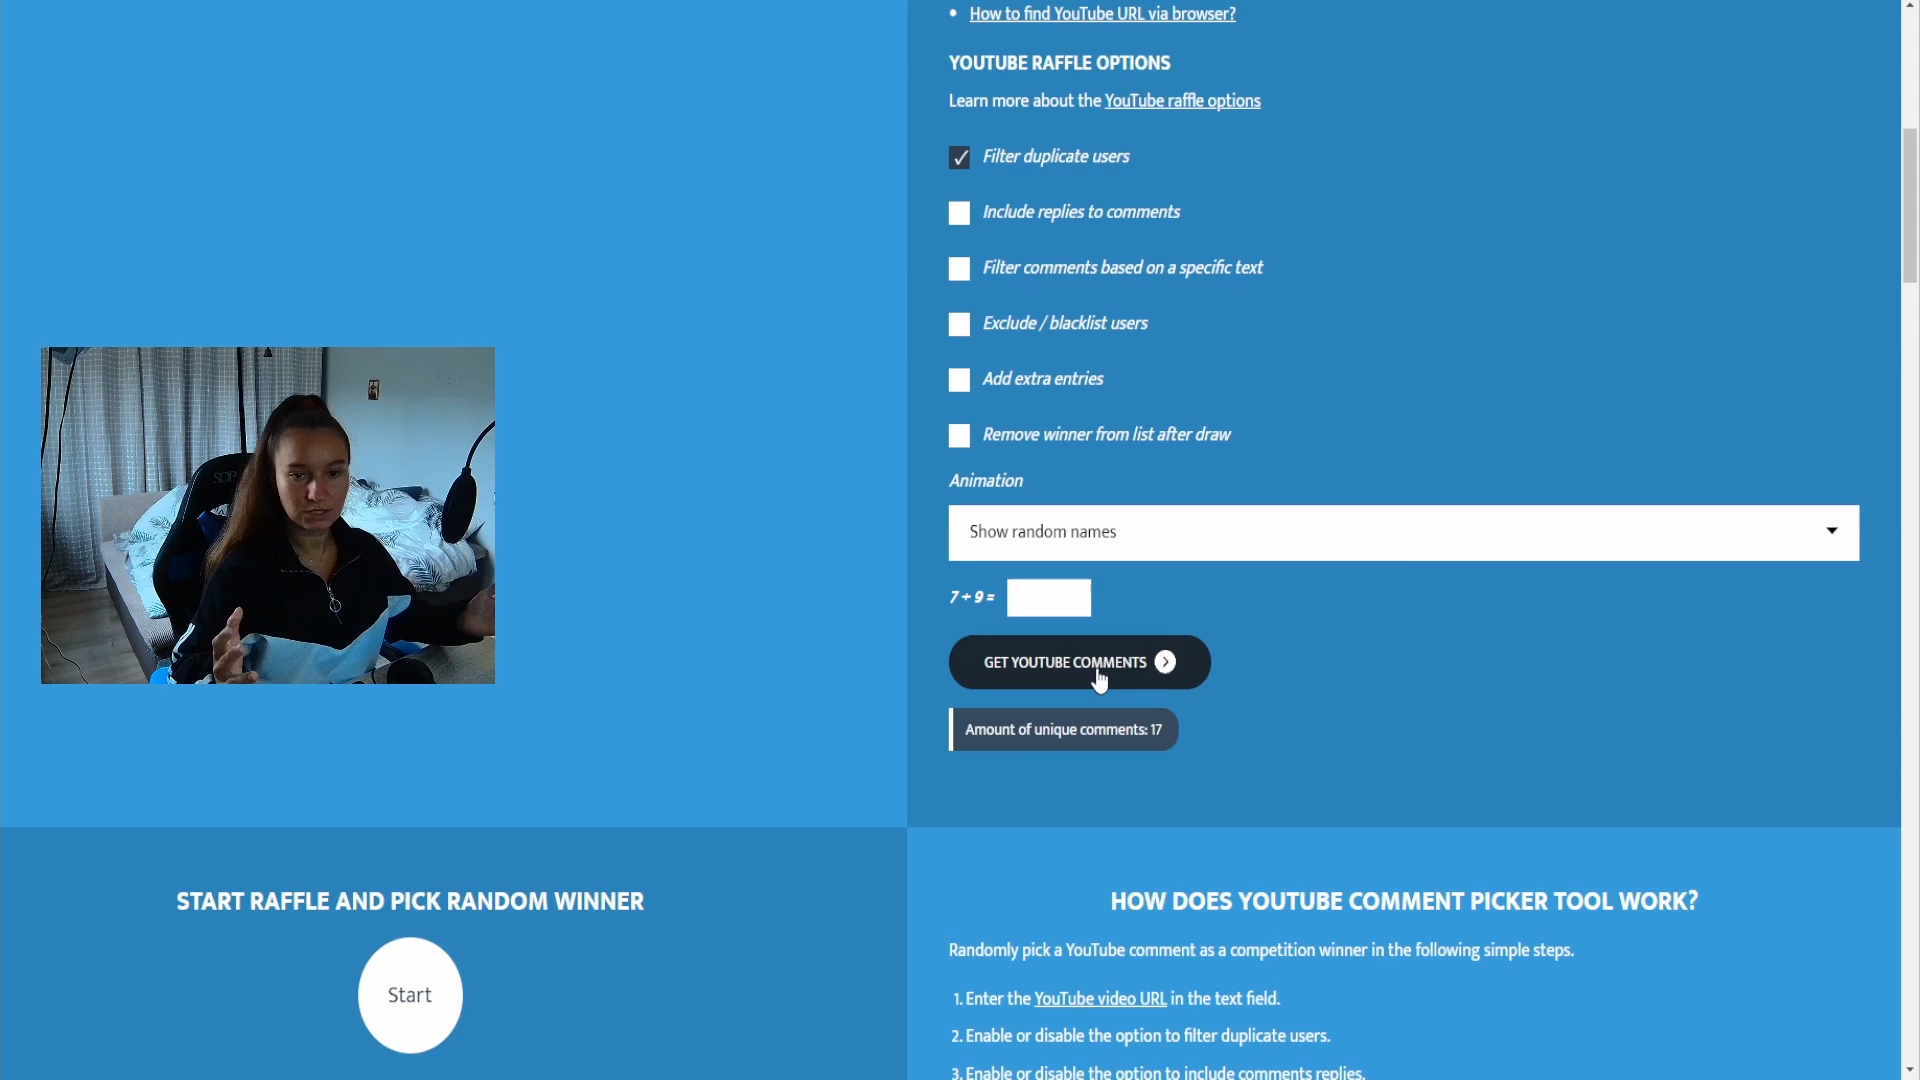 How to find YouTube URL via browser?
YOUTUBE RAFFLE OPTIONS
Learn more about the YouTube raffle options
Filter duplicate users
Include replies to comments
Filter comments based on a specific text
Exclude / blacklist users
Add extra entries
Remove winner from list after draw
Animation
Show random names
7 + 9 =
GET YOUTUBE COMMENTS
Amount of unique comments: 17
START RAFFLE AND PICK RANDOM WINNER
Start
HOW DOES YOUTUBE COMMENT PICKER TOOL WORK?
Randomly pick a YouTube comment as a competition winner in the following simple steps.
1. Enter the YouTube video URL in the text field.
2. Enable or disable the option to filter duplicate users.
3. Enable or disable the option to include comments replies.